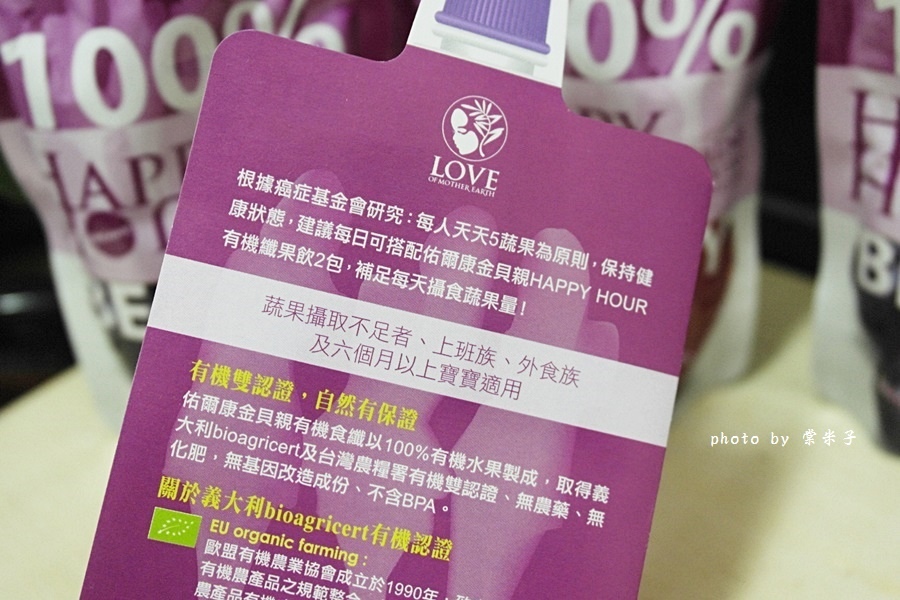 100%
100%
LOVE
OF MOTHER EARTH
根據癌症基金會研究：每人天天5蔬果為原則，保持健
康狀態，建議每日可搭配佑爾康金貝親HAPPY HOUR
有機纖果飲2包，補足每天攝食蔬果量！
蔬果攝取不足者、上班族、外食族
及六個月以上寶寶適用
有機雙認證，自然有保證
佑爾康金貝親有機食纖以100%有機水果製成，取得義
大利bioagricert及台灣農糧署有機雙認證、無農藥、無
化肥，無基因改造成份、不含BPA。
關於義大利bioagricert有機認證
EU organic farming：
歐盟有機農業協會成立於1990年，
有機農產品之規範整合
農產品有機
photo by 棠米子